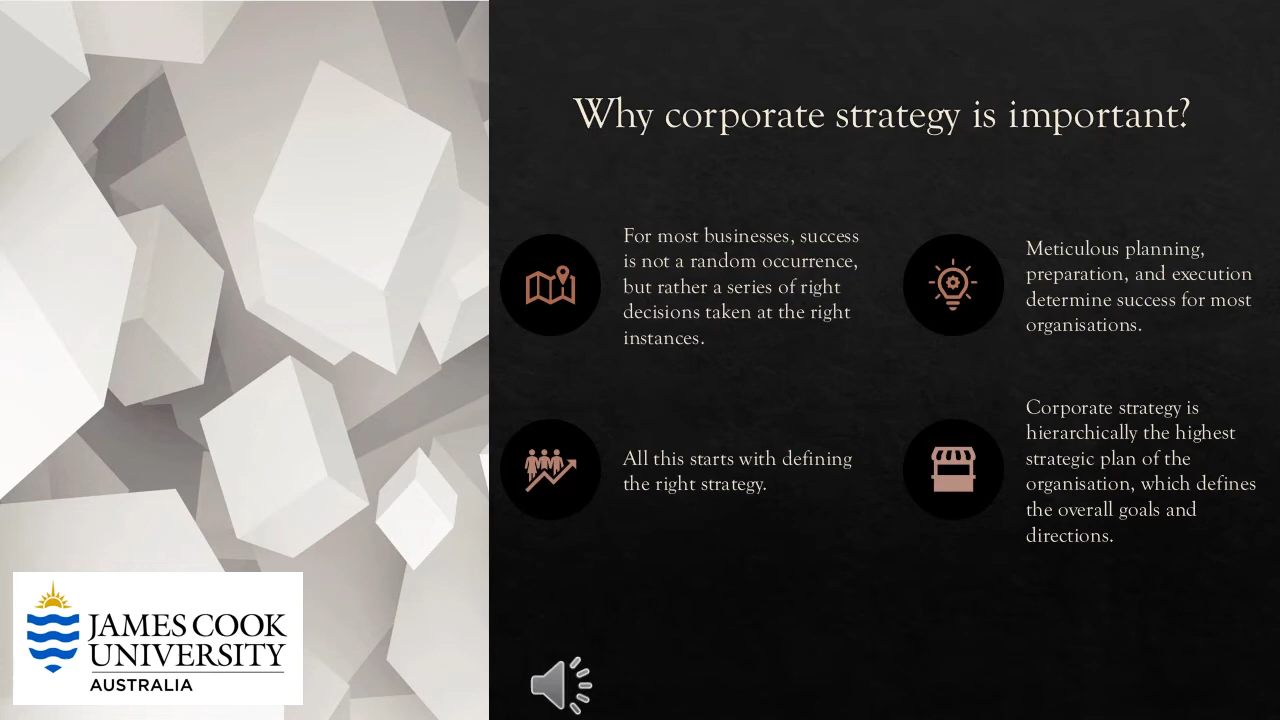 Why corporate strategy is important?
For most businesses, success
is not a random occurrence,
but rather a series of right
decisions taken at the right
instances.
Meticulous planning,
preparation, and execution
determine success for most
organisations.
All this starts with defining
the right strategy.
Corporate strategy is
hierarchically the highest
strategic plan of the
organisation, which defines
the overall goals and
directions.
JAMES COOK
UNIVERSITY
AUSTRALIA